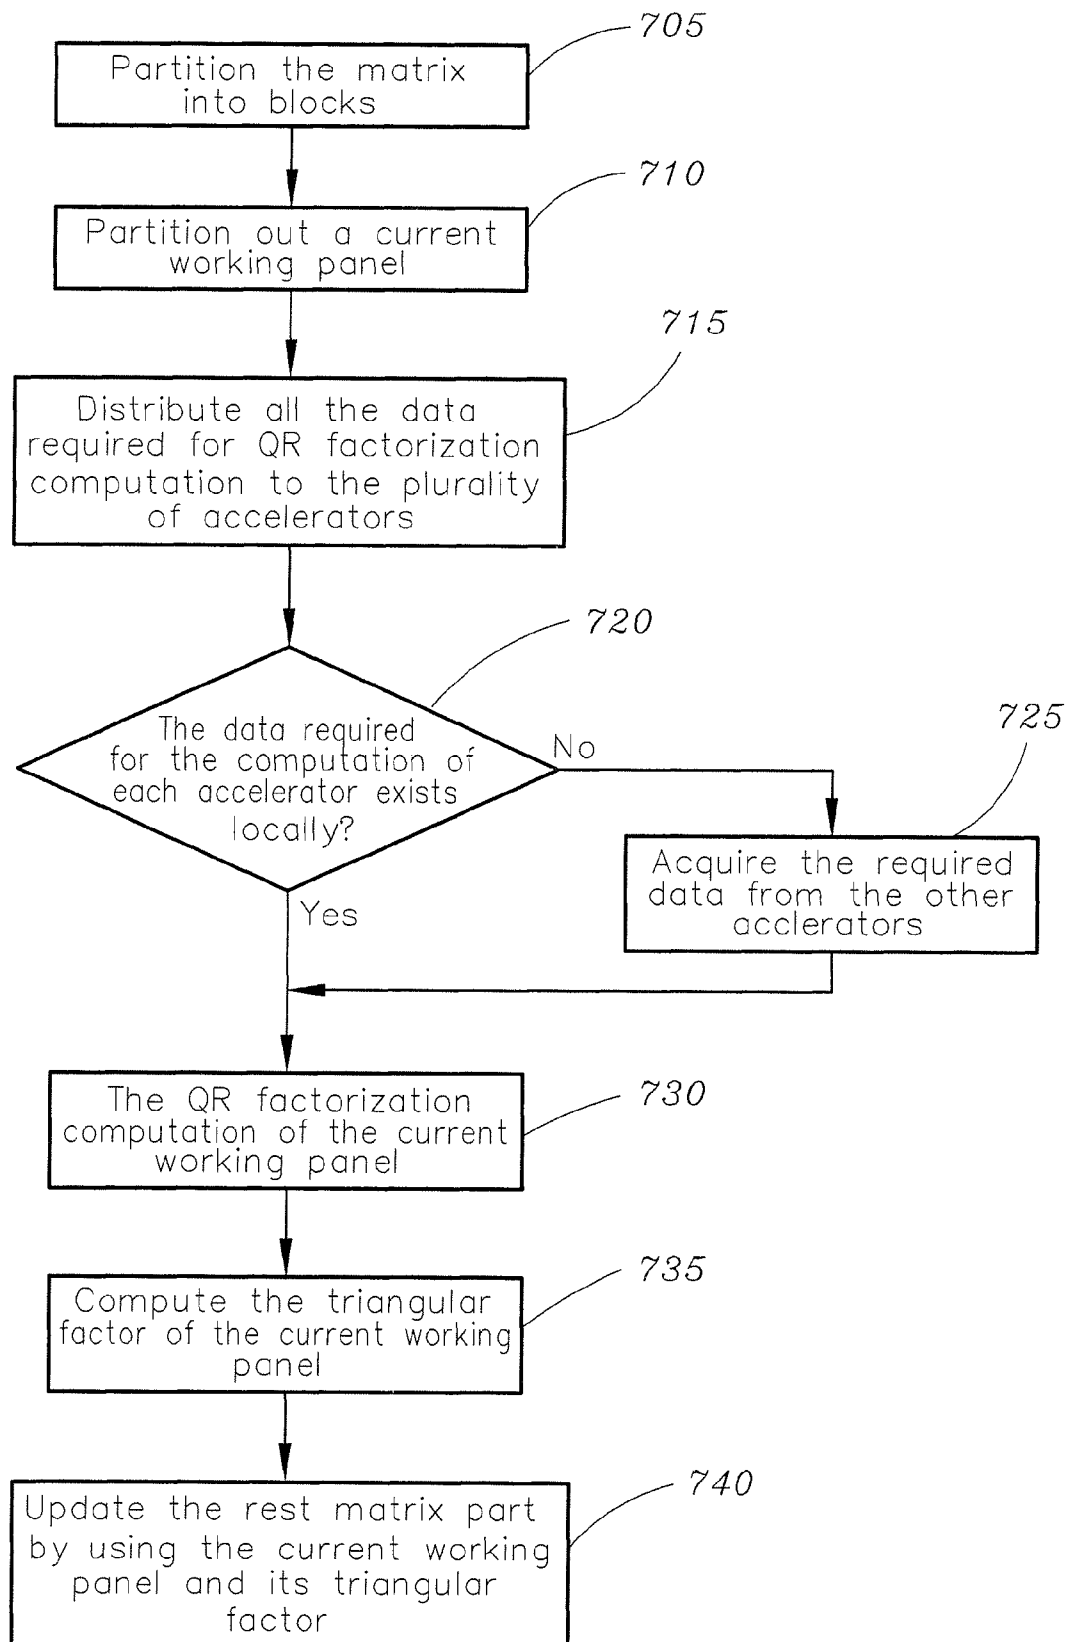 705
Partition the matrix
into blocks
710
Partition out a current
working panel
715
Distribute all the data
required for QR factorization
computation to the plurality
of accelerators
720
The data required
for the computation of
each accelerator exists
locally?
No
725
Yes
Acquire the required
data from the other
acclerators
The QR factorization
computation of the current
working panel
730
735
Compute the triangular
factor of the current working
panel
740
Update the rest matrix part
by using the current working
panel and its triangular
factor